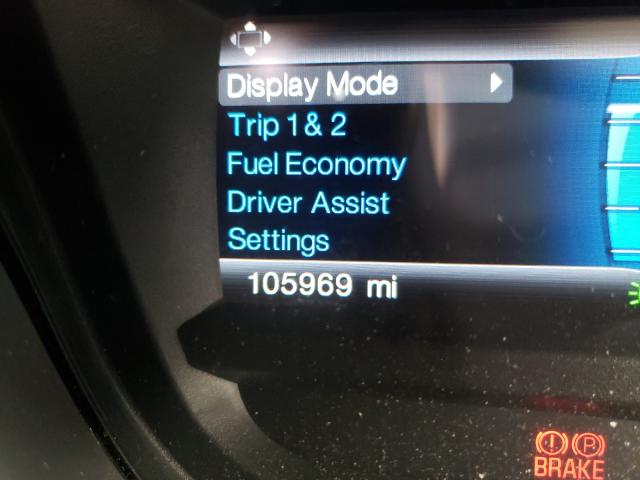 Display Mode
Trip 1 & 2
Fuel Economy
Driver Assist
Settings
105969 mi
P
BRAKE